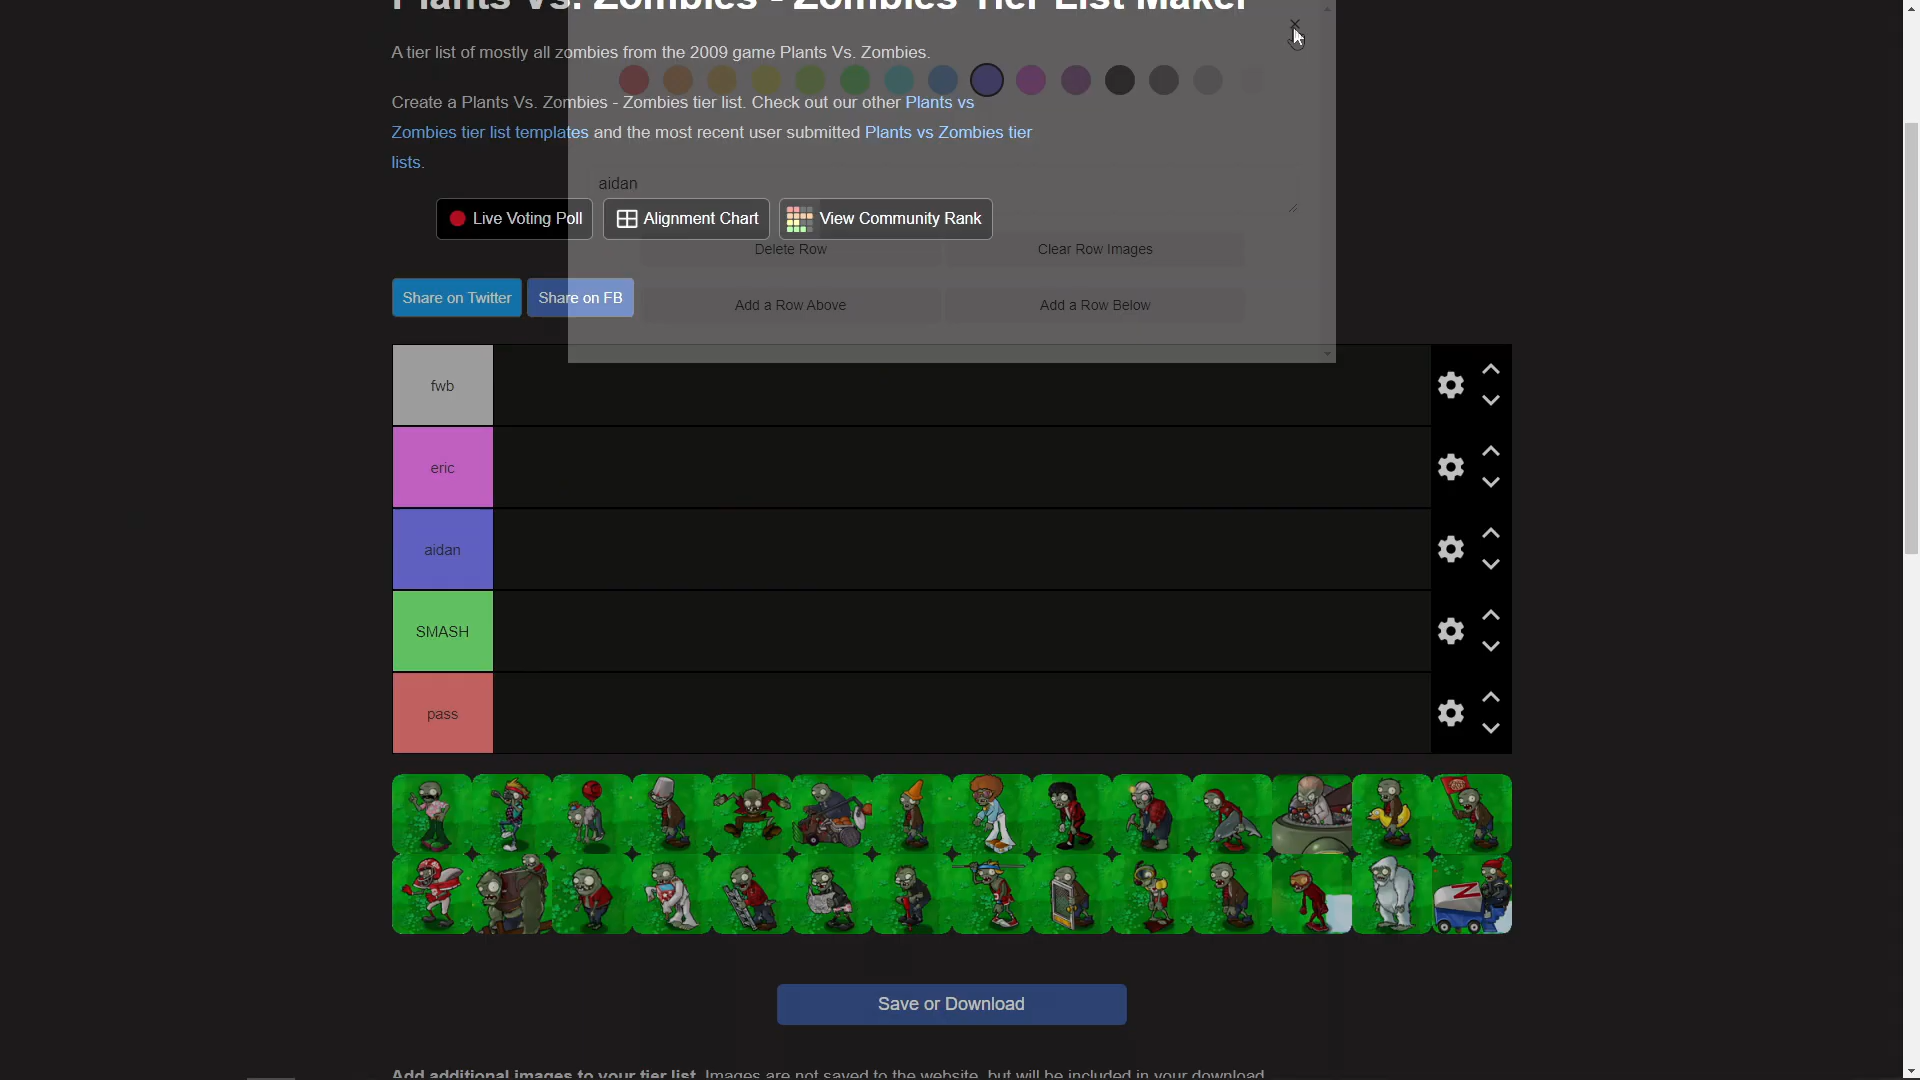 Plants Vs. Zombies - Zombies Tier List Maker
A tier list of mostly all zombies from the 2009 game Plants Vs. Zombies.
Create a Plants Vs. Zombies - Zombies tier list. Check out our other Plants vs
Zombies tier list templates and the most recent user submitted Plants vs Zombies tier
lists.
aidan
Live Voting Poll
Alignment Chart
View Community Rank
Delete Row
Clear Row Images
Share on Twitter
Share on FB
Add a Row Above
Add a Row Below
fwb
eric
aidan
SMASH
pass
Save or Download
Add additional images to your tier list. Images are not saved to the website, but will be included in your download.